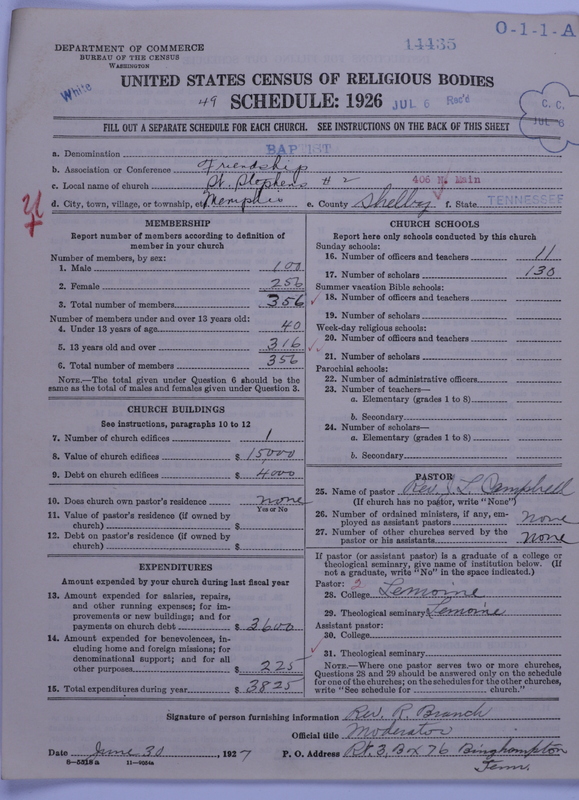 14435
O-1-1-A
DEPARTMENT OF COMMERCE
BUREAU OF THE CENSUS
WASHINGTON
White
UNITED STATES CENSUS OF RELIGIOUS BODIES
49 SCHEDULE: 1926 JUL 6 Rec'd
C. C.
JUL 6
FILL OUT A SEPARATE SCHEDULE FOR EACH CHURCH. SEE INSTRUCTIONS ON THE BACK OF THIS SHEET
a. Denomination BAPTIST
b. Association or Conference Friendship
c. Local name of church St. Stephens # 2 406 N. Main
d. City, town, village, or township, etc. Memphis e. County Shelby f. State TENNESSEE
MEMBERSHIP
Report number of members according to definition of
member in your church
Number of members, by sex:
1. Male 100
2. Female 256
3. Total number of members 356
Number of members under and over 13 years old:
4. Under 13 years of age 40
5. 13 years old and over 316
6. Total number of members 356
NOTE.—The total given under Question 6 should be
same as the total of males and females given under Question 3.
CHURCH BUILDINGS
See instructions, paragraphs 10 to 12
7. Number of church edifices 1
8. Value of church edifices $ 15000
9. Debt on church edifices $ 4000
10. Does church own pastor's residence none
Yes or No
11. Value of pastor's residence (if owned by
church) $
12. Debt on pastor's residence (if owned by
church) $
EXPENDITURES
Amount expended by your church during last fiscal year
13. Amount expended for salaries, repairs,
and other running expenses; for im-
provements or new buildings; and for
payments on church debt $ 3600
14. Amount expended for benevolences, in-
cluding home and foreign missions; for
denominational support; and for all
other purposes $ 225
15. Total expenditures during year $ 3825
CHURCH SCHOOLS
Report here only schools conducted by this church
Sunday schools:
16. Number of officers and teachers 11
17. Number of scholars 130
Summer vacation Bible schools:
18. Number of officers and teachers
19. Number of scholars
Week-day religious schools:
20. Number of officers and teachers
21. Number of scholars
Parochial schools:
22. Number of administrative officers
23. Number of teachers—
a. Elementary (grades 1 to 8)
b. Secondary
24. Number of scholars—
a. Elementary (grades 1 to 8)
b. Secondary
PASTOR
25. Name of pastor Rev. L. Campbell
(If church has no pastor, write "None")
26. Number of ordained ministers, if any, em-
ployed as assistant pastors none
27. Number of other churches served by the
pastor or his assistants none
If pastor (or assistant pastor) is a graduate of a college or
theological seminary, give name of institution below. (If
not a graduate, write "No" in the space indicated.)
Pastor: 2
28. College Lemoine
29. Theological seminary Lemoine
Assistant pastor:
30. College
31. Theological seminary
NOTE.—Where one pastor serves two or more churches,
Questions 28 and 29 should be answered only on the schedule
for one of the churches; on the schedules for the other churches,
write "See schedule for church."
Signature of person furnishing information Rev. R. Branch
Official title Moderator
Date June 30, 1927 P. O. Address Rt. 3, Bx 76 Binghampton
Tenn.
8-5318 a 11-9024a